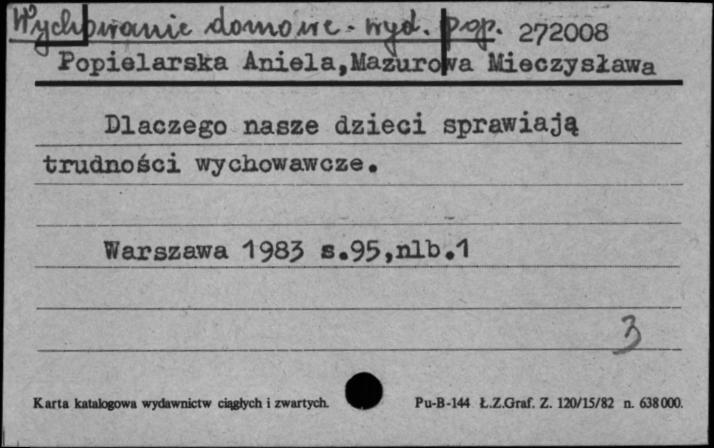 Wychowanie domowe - wyd. pop. 272008
Popielarska Aniela,Mazurowa Mieczysława
Dlaczego nasze dzieci sprawiają
trudności wychowawcze.
Warszawa 1983 s.95,nlb.1
3
Karta katalogowa wydawnictw ciągłych i zwartych.
Pu-B-144 Ł.Z.Graf. Z. 120/15/82 n. 638000.